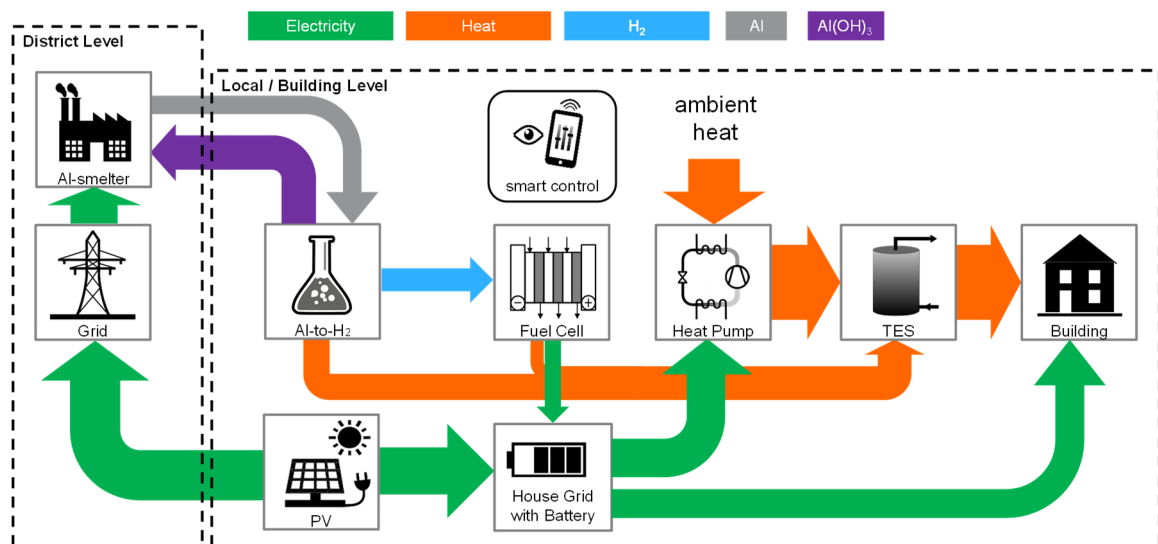 Electricity
Heat
H₂
Al
Al(OH)₃
District Level
Local / Building Level
ambient
heat
smart control
Al-smelter
Grid
Al-to-H₂
Fuel Cell
Heat Pump
TES
Building
PV
House Grid
with Battery